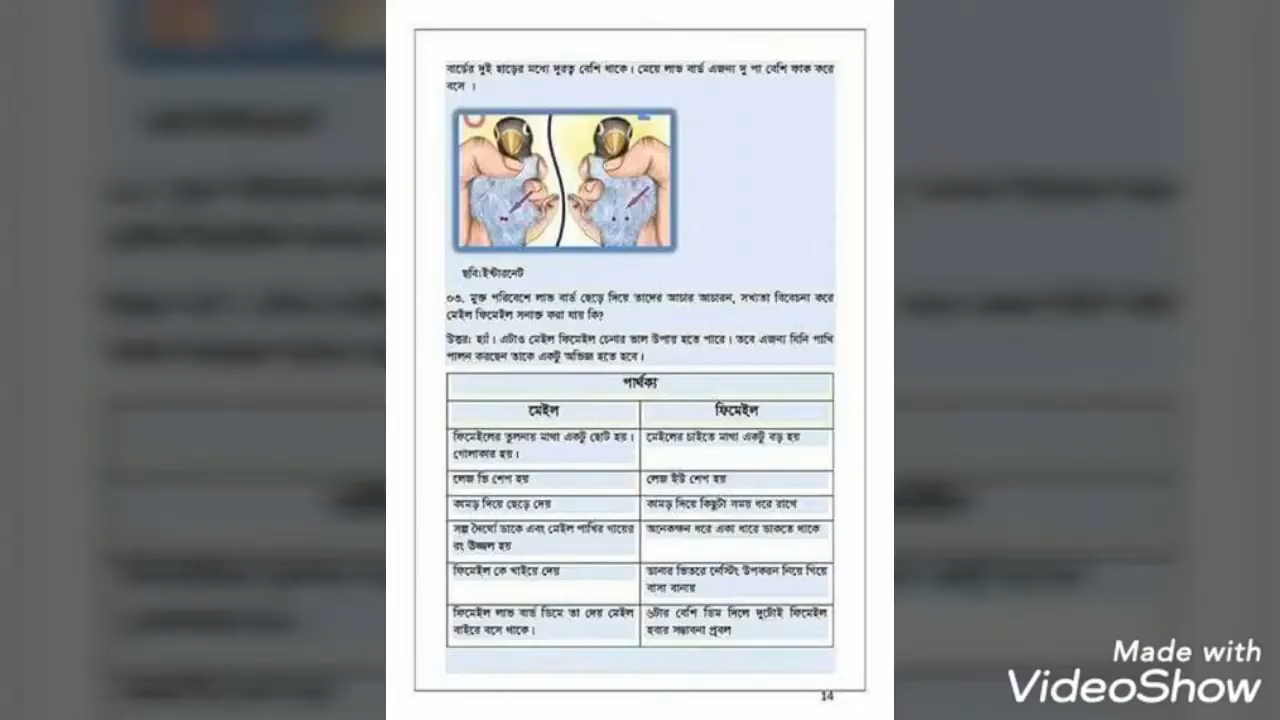 বার্ডের দুই হাড়ের মধ্যে দুরত্ব বেশি থাকে। মেয়ে লাভ বার্ড এজন্য দু পা বেশি ফাক করে
বসে ।
ছবি:ইন্টারনেট
০৩. মুক্ত পরিবেশে লাভ বার্ড ছেড়ে দিয়ে তাদের আচার আচারন, সখ্যতা বিবেচনা করে
মেইল ফিমেইল সনাক্ত করা যায় কি?
উত্তর: হ্যাঁ। এটাও মেইল ফিমেইল চেনার ভাল উপায় হতে পারে। তবে এজন্য যিনি পাখি
পালন করছেন তাকে একটু অভিজ্ঞ হতে হবে।
পার্থক্য
মেইল ফিমেইল
ফিমেইলের তুলনায় মাথা একটু ছোট হয়। মেইলের চাইতে মাথা একটু বড় হয়
গোলাকার হয়।
লেজ ভি শেপ হয় লেজ ইউ শেপ হয়
কামড় দিয়ে ছেড়ে দেয় কামড় দিয়ে কিছুটা সময় ধরে রাখে
সল্প দৈর্ঘ্যে ডাকে এবং মেইল পাখির গায়ের অনেকক্ষন ধরে একা ধারে ডাকতে থাকে
রং উজ্জল হয়
ফিমেইল কে খাইয়ে দেয় ডানার ভিতরে নেস্টিং উপকরন নিয়ে গিয়ে
বাসা বানায়
ফিমেইল লাভ বার্ড ডিমে তা দেয় মেইল ৬টার বেশি ডিম দিলে দুটোই ফিমেইল
বাইরে বসে থাকে। হবার সম্ভাবনা প্রবল
14
Made with
VideoShow